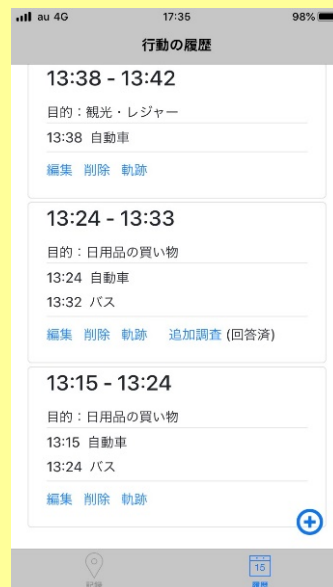 au 4G 17:35 98%
行動の履歴
13:38 - 13:42
目的：観光・レジャー
13:38 自動車
編集 削除 軌跡
13:24 - 13:33
目的：日用品の買い物
13:24 自動車
13:32 バス
編集 削除 軌跡 追加調査 (回答済)
13:15 - 13:24
目的：日用品の買い物
13:15 自動車
13:24 バス
編集 削除 軌跡
15
記録 履歴